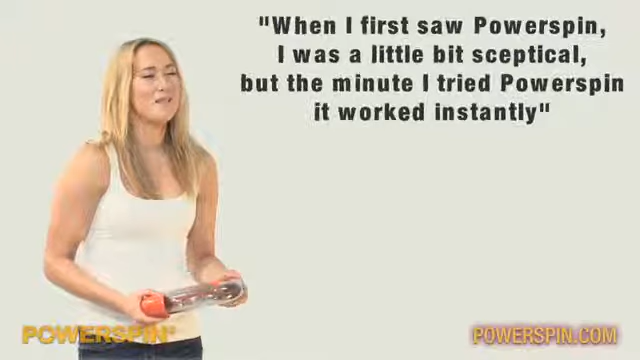 "When I first saw Powerspin,
I was a little bit sceptical,
but the minute I tried Powerspin
it worked instantly"
POWERSPIN®
POWERSPIN.COM